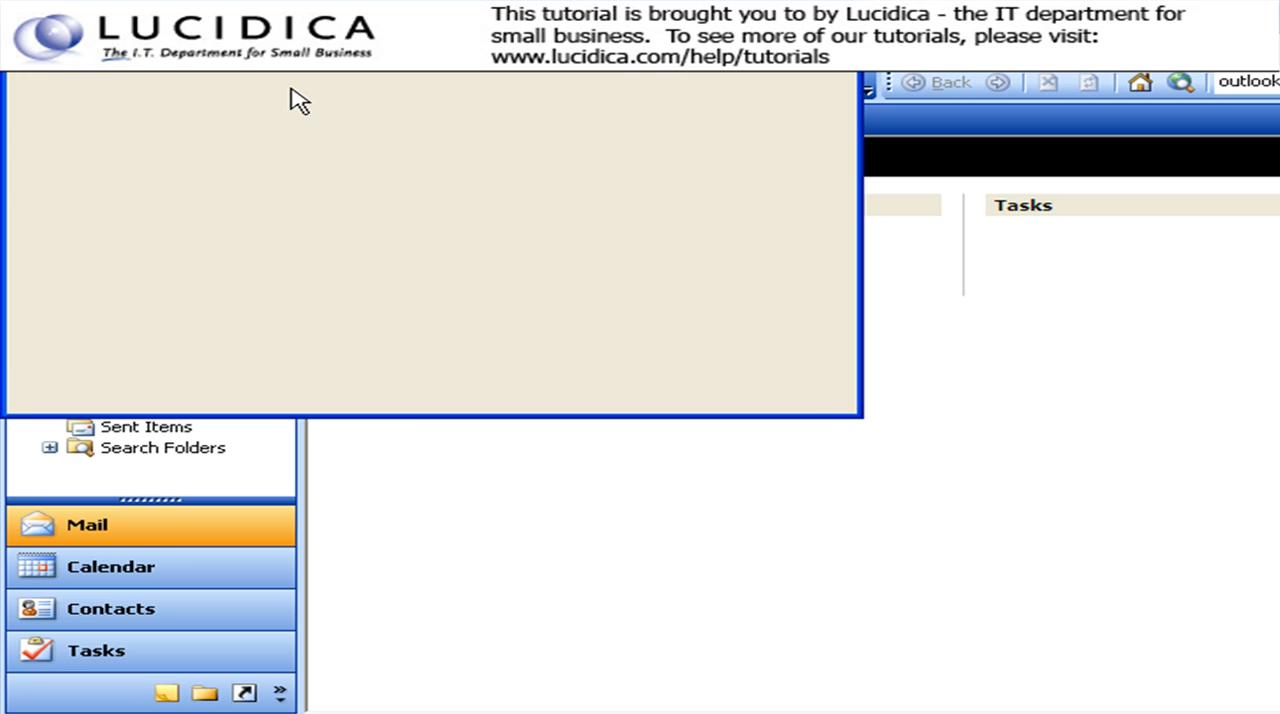 LUCIDICA
The I.T. Department for Small Business
This tutorial is brought you to by Lucidica - the IT department for
small business.  To see more of our tutorials, please visit:
www.lucidica.com/help/tutorials
Back
outlook
Tasks
Sent Items
Search Folders
Mail
Calendar
Contacts
Tasks